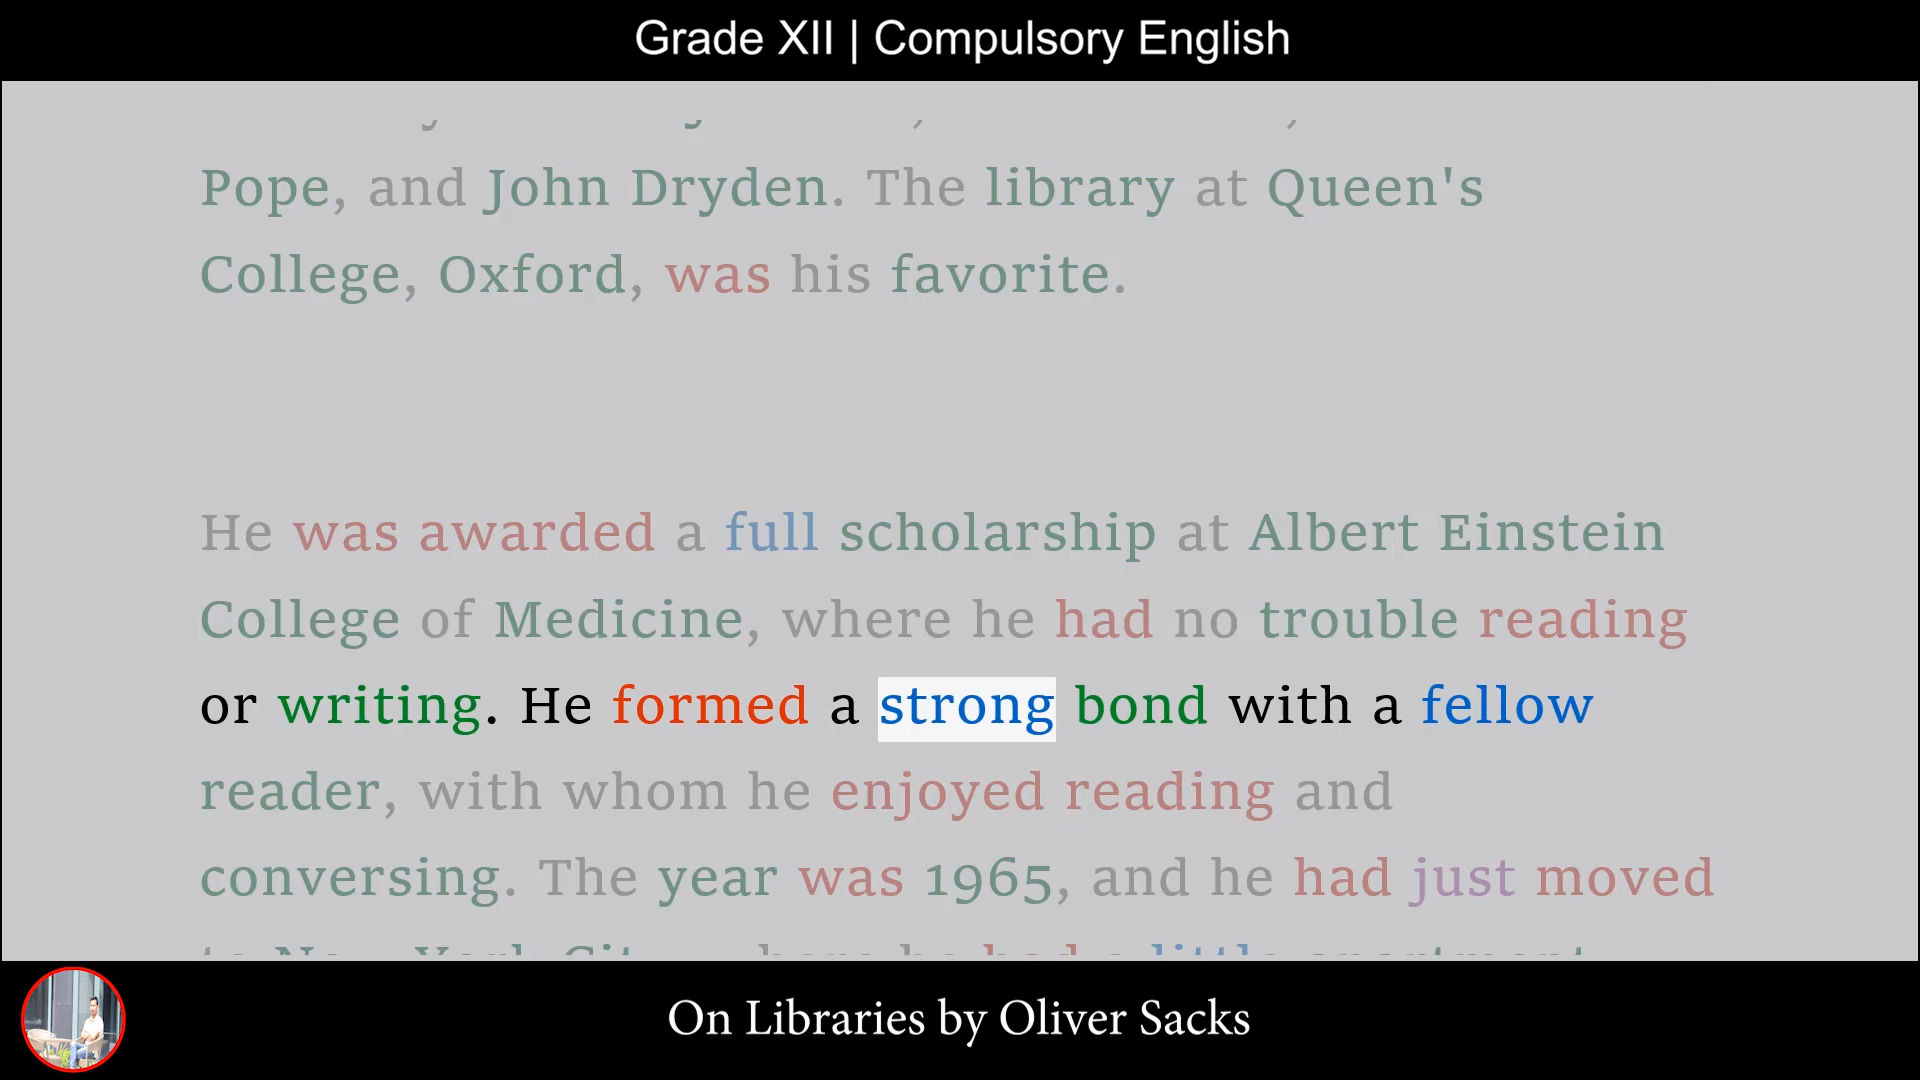 Grade XII | Compulsory English
Pope, and John Dryden. The library at Queen's
College, Oxford, was his favorite.
He was awarded a full scholarship at Albert Einstein
College of Medicine, where he had no trouble reading
or writing. He formed a strong bond with a fellow
reader, with whom he enjoyed reading and
conversing. The year was 1965, and he had just moved
On Libraries by Oliver Sacks